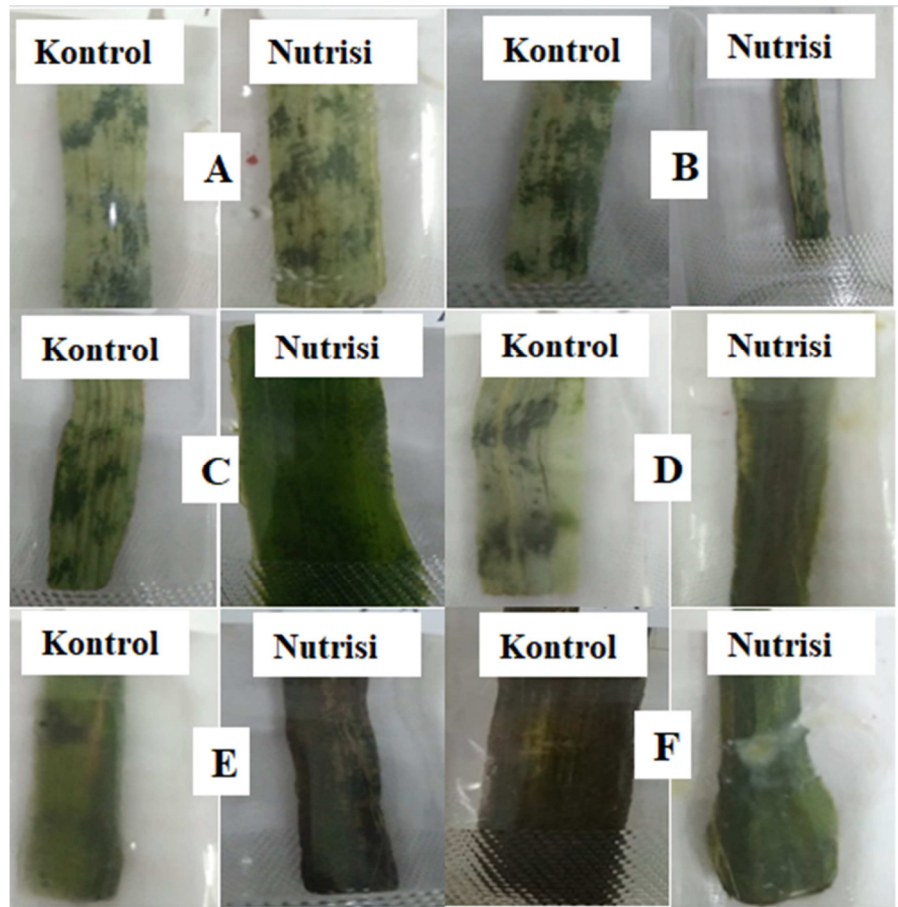 Kontrol
Nutrisi
A
Kontrol
Nutrisi
B
Kontrol
Nutrisi
C
Kontrol
Nutrisi
D
Kontrol
Nutrisi
E
Kontrol
Nutrisi
F